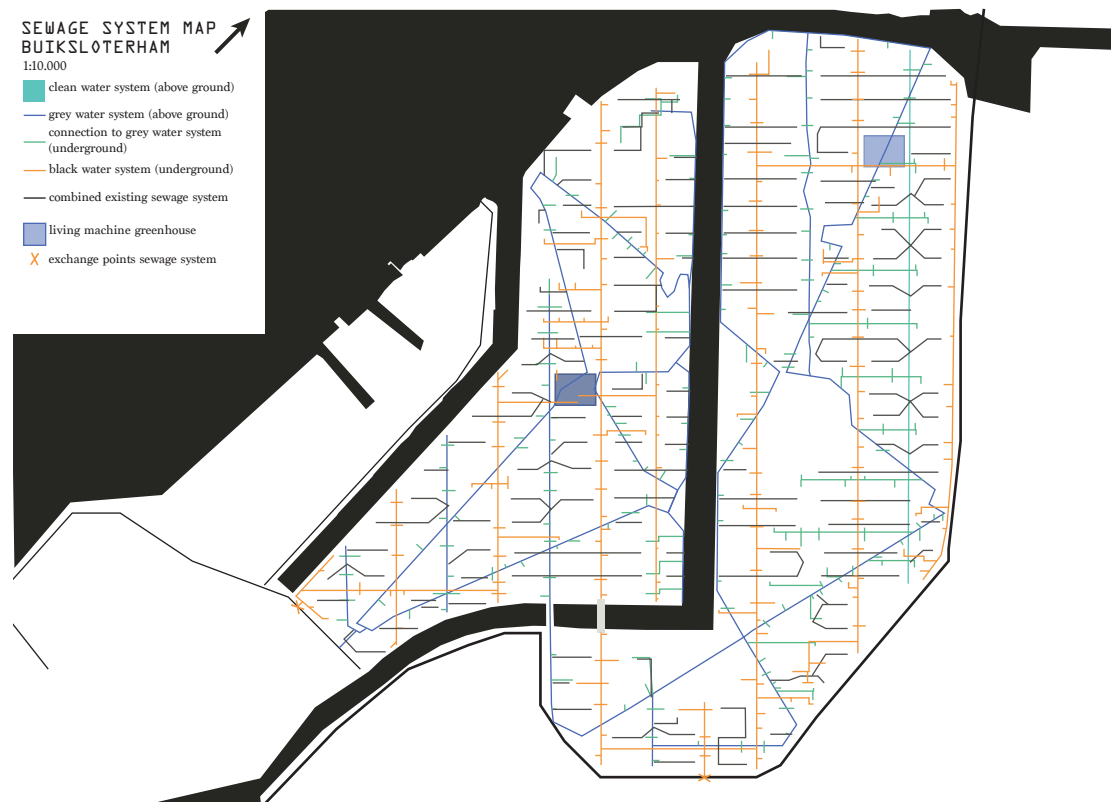 SEWAGE SYSTEM MAP
BUIKSLOTERHAM
1:10.000
clean water system (above ground)
grey water system (above ground)
connection to grey water system
(underground)
black water system (underground)
combined existing sewage system
living machine greenhouse
exchange points sewage system